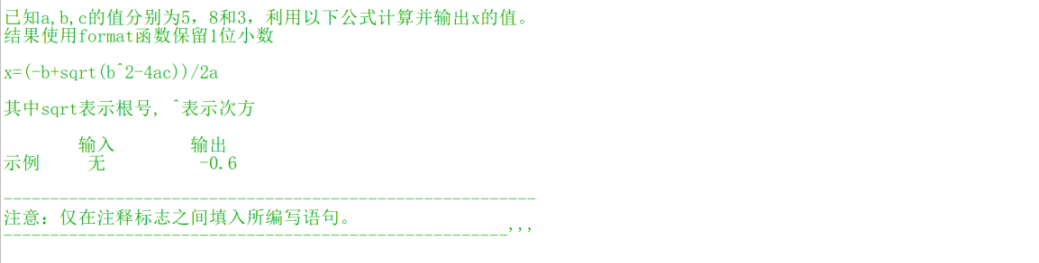 已知a,b,c的值分别为5，8和3，利用以下公式计算并输出x的值。
结果使用format函数保留1位小数
x=(-b+sqrt(b^2-4ac))/2a
其中sqrt表示根号，^表示次方
输入 输出
示例 无 -0.6
---------------------------------------------------------
注意：仅在注释标志之间填入所编写语句。
------------------------------------------------------'''